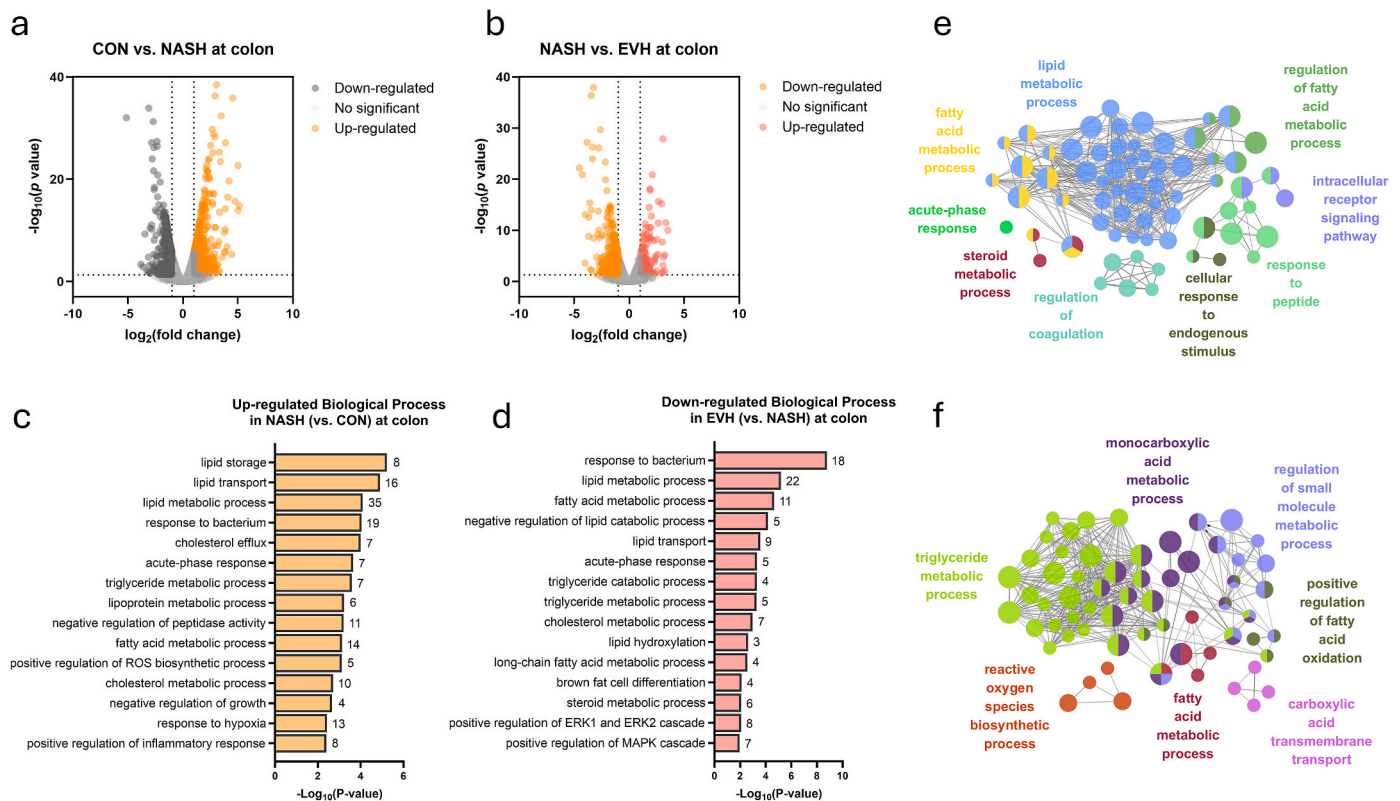 a
CON vs. NASH at colon
-log10(p value)
40
30
20
10
0
-10
-5
0
5
10
log2(fold change)
Down-regulated
No significant
Up-regulated
b
NASH vs. EVH at colon
-log10(p value)
40
30
20
10
0
-10
-5
0
5
10
log2(fold change)
Down-regulated
No significant
Up-regulated
e
lipid
metabolic
process
regulation
of fatty
acid
metabolic
process
fatty
acid
metabolic
process
intracellular
receptor
signaling
pathway
acute-phase
response
steroid
metabolic
process
regulation
of
coagulation
cellular
response
to
endogenous
stimulus
response
to
peptide
c
Up-regulated Biological Process
in NASH (vs. CON) at colon
lipid storage 8
lipid transport 16
lipid metabolic process 35
response to bacterium 19
cholesterol efflux 7
acute-phase response 7
triglyceride metabolic process 7
lipoprotein metabolic process 6
negative regulation of peptidase activity 11
fatty acid metabolic process 14
positive regulation of ROS biosynthetic process 5
cholesterol metabolic process 10
negative regulation of growth 4
response to hypoxia 13
positive regulation of inflammatory response 8
0 2 4 6
-Log10(P-value)
d
Down-regulated Biological Process
in EVH (vs. NASH) at colon
response to bacterium 18
lipid metabolic process 22
fatty acid metabolic process 11
negative regulation of lipid catabolic process 5
lipid transport 9
acute-phase response 5
triglyceride catabolic process 4
triglyceride metabolic process 5
cholesterol metabolic process 7
lipid hydroxylation 3
long-chain fatty acid metabolic process 4
brown fat cell differentiation 4
steroid metabolic process 6
positive regulation of ERK1 and ERK2 cascade 8
positive regulation of MAPK cascade 7
0 2 4 6 8 10
-Log10(P-value)
f
monocarboxylic
acid
metabolic
process
regulation
of small
molecule
metabolic
process
triglyceride
metabolic
process
positive
regulation
of fatty
acid
oxidation
reactive
oxygen
species
biosynthetic
process
fatty
acid
metabolic
process
carboxylic
acid
transmembrane
transport